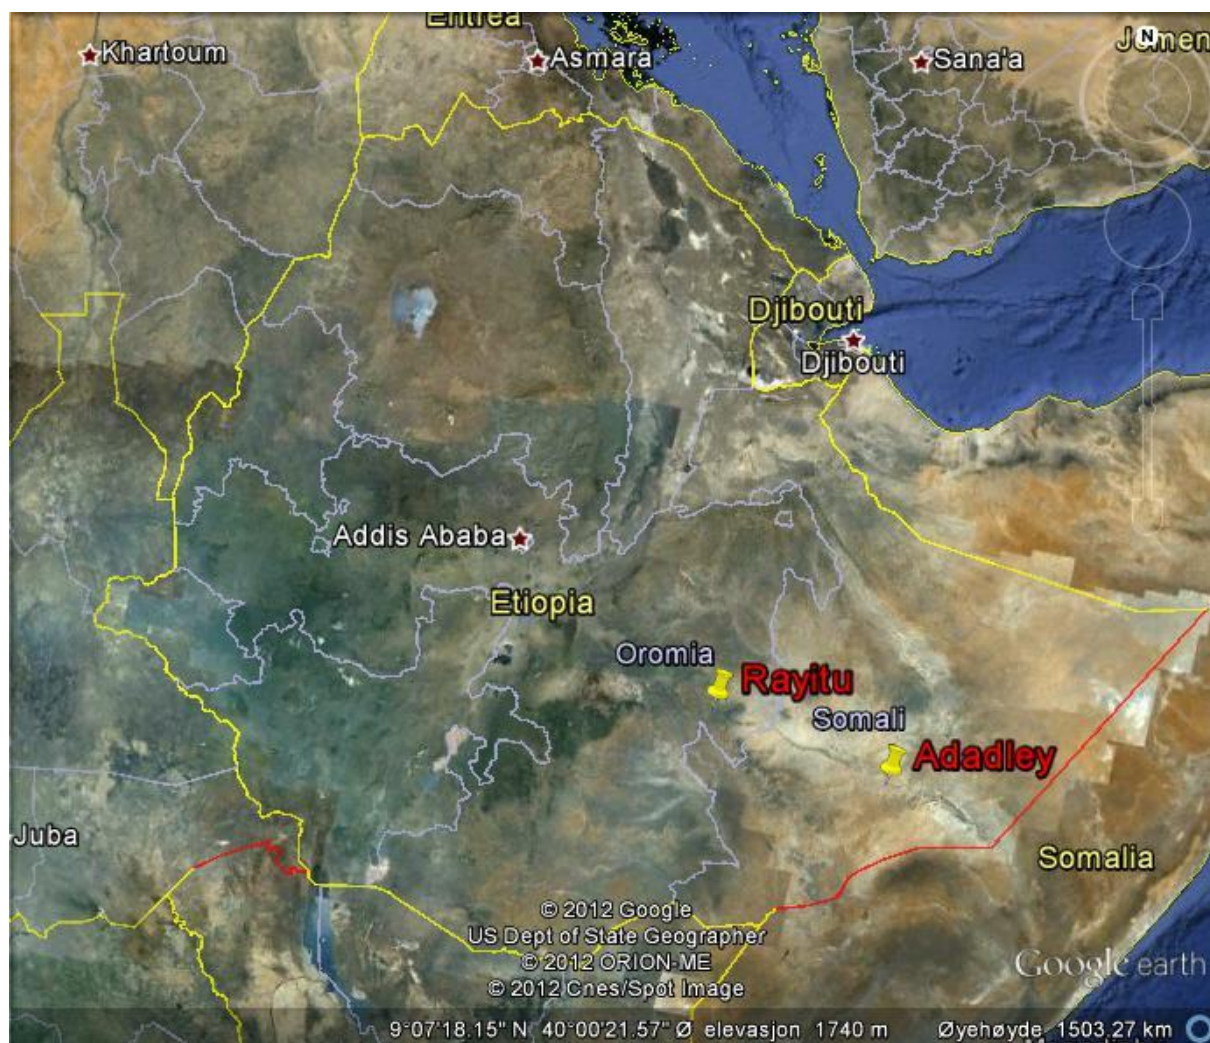 Eritrea
Khartoum
Asmara
Sana'a
Jemen
N
Djibouti
Djibouti
Addis Ababa
Etiopia
Oromia
Rayitu
Somali
Adadley
Juba
Somalia
© 2012 Google
US Dept of State Geographer
© 2012 ORION-ME
© 2012 Cnes/Spot Image
Google earth
9°07'18.15" N 40°00'21.57" Ø elevasjon 1740 m Øyehøyde 1503.27 km